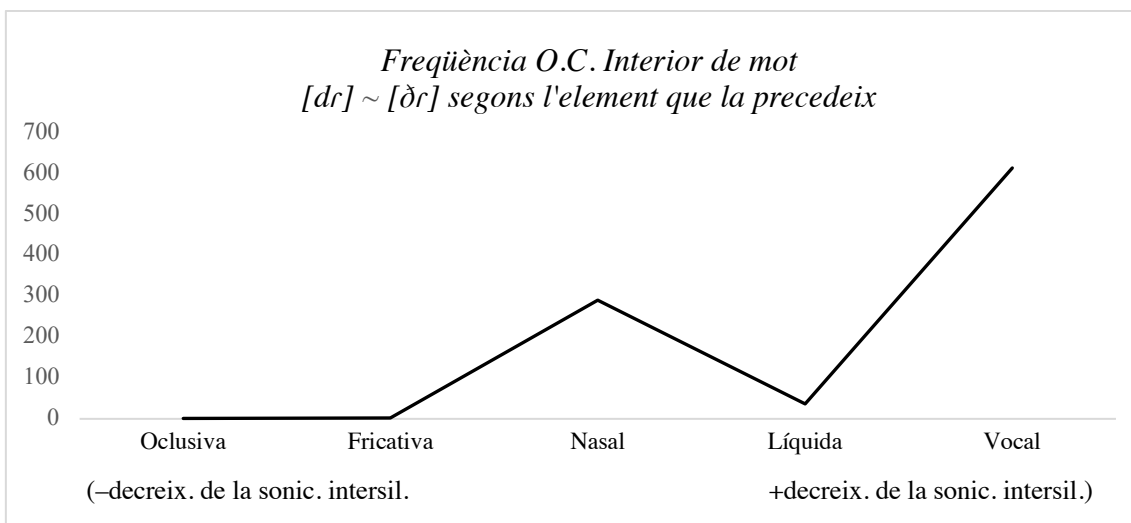 Freqüència O.C. Interior de mot
[dɾ] ~ [ð̞ɾ] segons l'element que la precedeix
700
600
500
400
300
200
100
0
Oclusiva Fricativa Nasal Líquida Vocal
(–decreix. de la sonic. intersil. +decreix. de la sonic. intersil.)